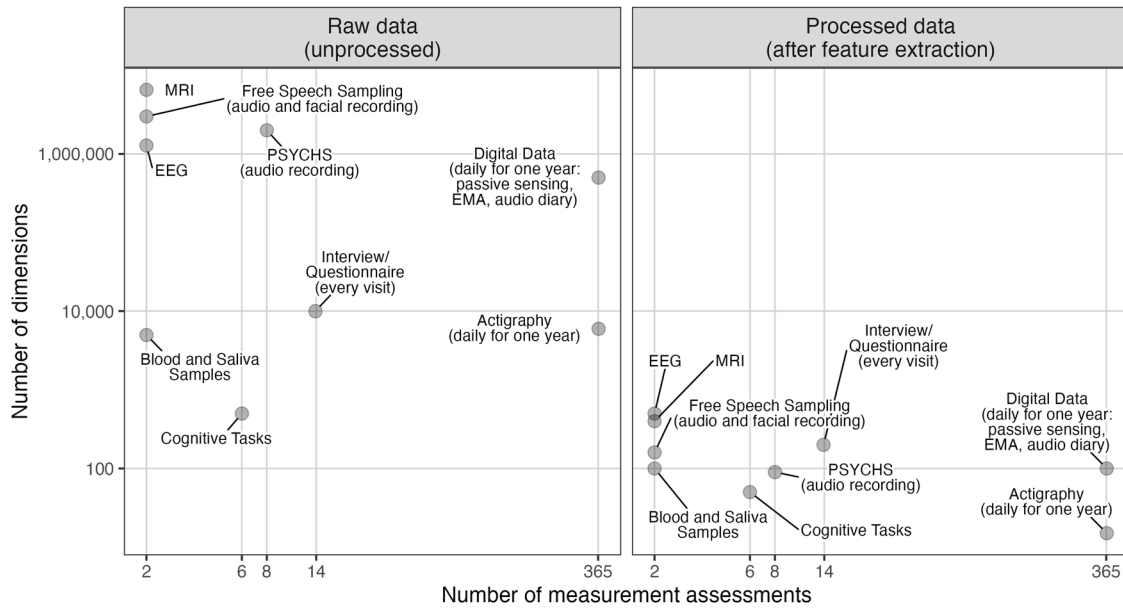 Raw data
(unprocessed)
Processed data
(after feature extraction)
Number of dimensions
1,000,000
10,000
100
MRI
Free Speech Sampling
(audio and facial recording)
EEG
PSYCHS
(audio recording)
Digital Data
(daily for one year:
passive sensing,
EMA, audio diary)
Interview/
Questionnaire
(every visit)
Actigraphy
(daily for one year)
Blood and Saliva
Samples
Cognitive Tasks
2
6
8
14
365
Interview/
Questionnaire
(every visit)
EEG
MRI
Free Speech Sampling
(audio and facial recording)
Digital Data
(daily for one year:
passive sensing,
EMA, audio diary)
PSYCHS
(audio recording)
Actigraphy
(daily for one year)
Blood and Saliva
Samples
Cognitive Tasks
2
6
8
14
365
Number of measurement assessments